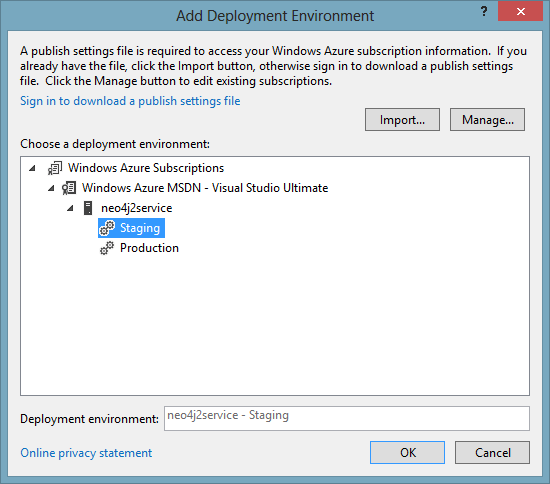 Add Deployment Environment
?
A publish settings file is required to access your Windows Azure subscription information.  If you
already have the file, click the Import button, otherwise sign in to download a publish settings
file.  Click the Manage button to edit existing subscriptions.
Sign in to download a publish settings file
Import... Manage...
Choose a deployment environment:
Windows Azure Subscriptions
Windows Azure MSDN - Visual Studio Ultimate
neo4j2service
Staging
Production
Deployment environment: neo4j2service - Staging
Online privacy statement OK Cancel